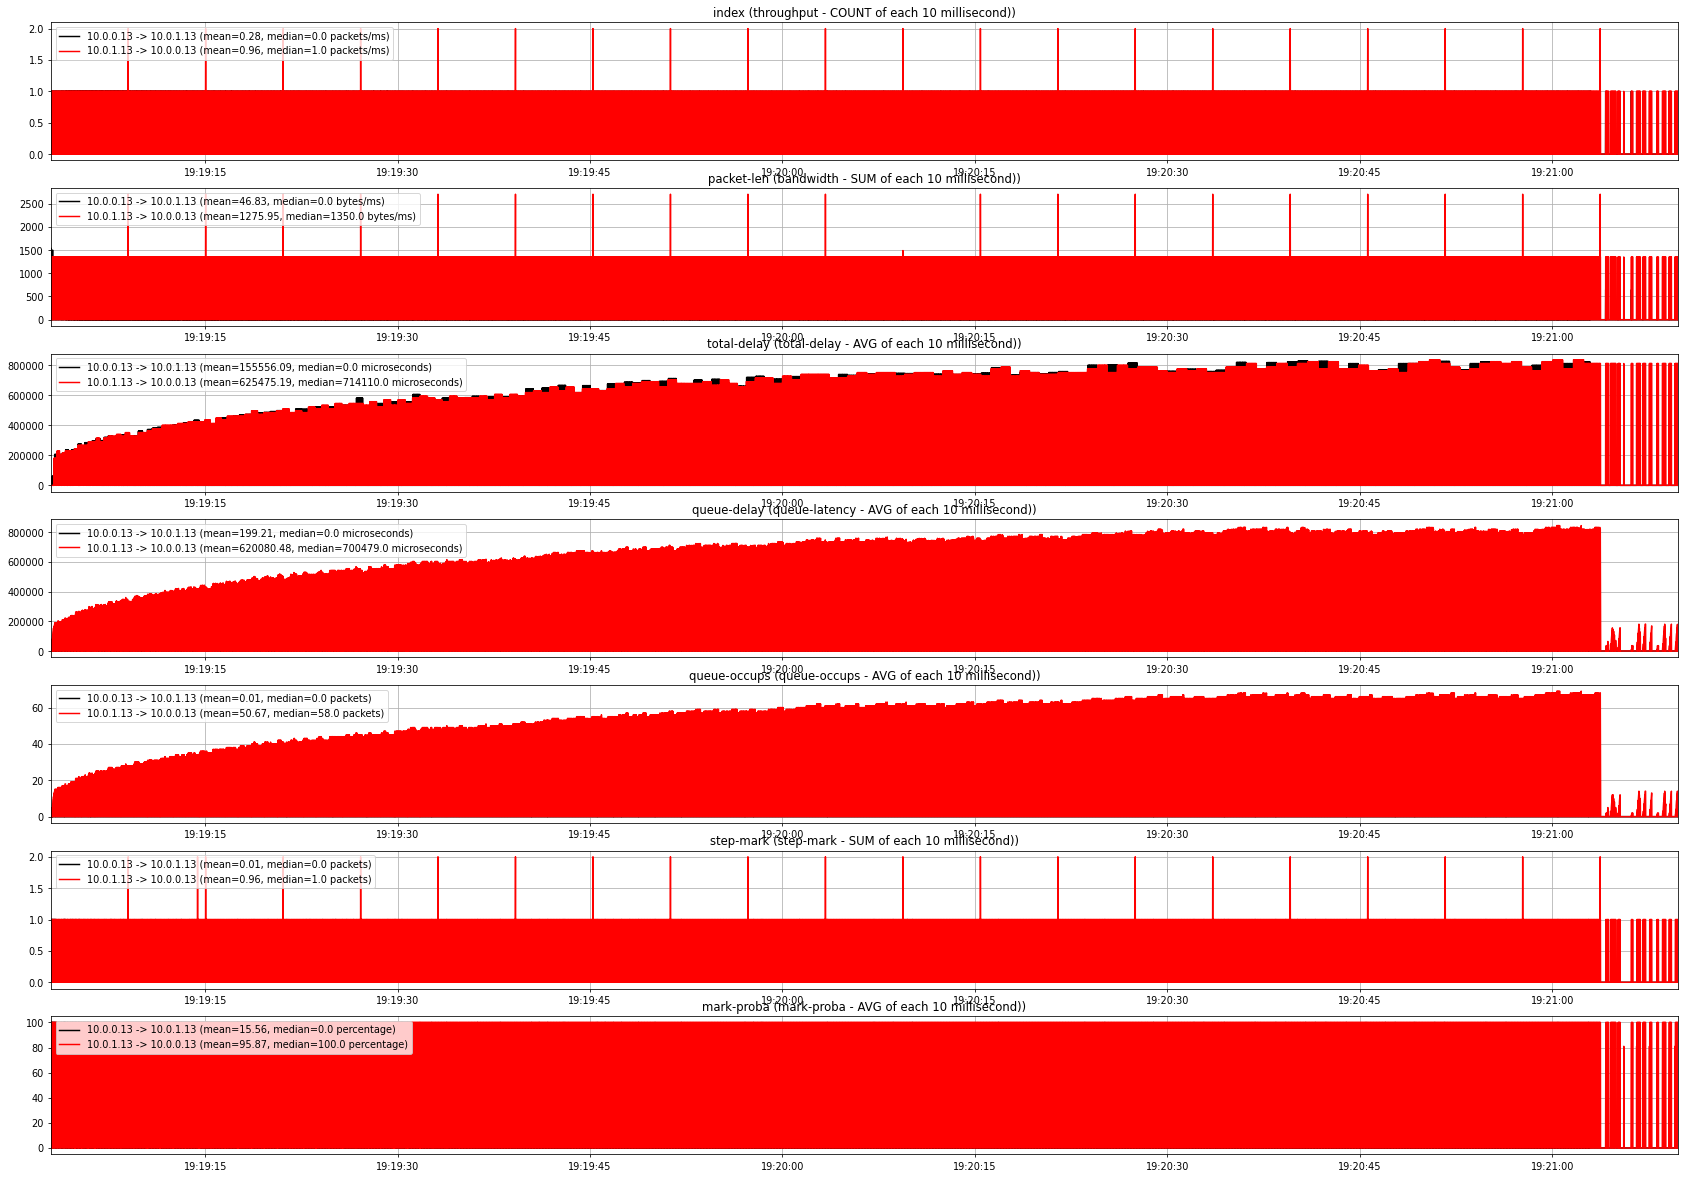 index (throughput - COUNT of each 10 millisecond))
10.0.0.13 -> 10.0.1.13 (mean=0.28, median=0.0 packets/ms)
10.0.1.13 -> 10.0.0.13 (mean=0.96, median=1.0 packets/ms)
2.0
1.5
1.0
0.5
0.0
19:19:15 19:19:30 19:19:45 19:20:00 19:20:15 19:20:30 19:20:45 19:21:00
packet-len (bandwidth - SUM of each 10 millisecond))
10.0.0.13 -> 10.0.1.13 (mean=46.83, median=0.0 bytes/ms)
10.0.1.13 -> 10.0.0.13 (mean=1275.95, median=1350.0 bytes/ms)
2500
2000
1500
1000
500
0
19:19:15 19:19:30 19:19:45 19:20:00 19:20:15 19:20:30 19:20:45 19:21:00
total-delay (total-delay - AVG of each 10 millisecond))
10.0.0.13 -> 10.0.1.13 (mean=155556.09, median=0.0 microseconds)
10.0.1.13 -> 10.0.0.13 (mean=625475.19, median=714110.0 microseconds)
800000
600000
400000
200000
0
19:19:15 19:19:30 19:19:45 19:20:00 19:20:15 19:20:30 19:20:45 19:21:00
queue-delay (queue-latency - AVG of each 10 millisecond))
10.0.0.13 -> 10.0.1.13 (mean=199.21, median=0.0 microseconds)
10.0.1.13 -> 10.0.0.13 (mean=620080.48, median=700479.0 microseconds)
800000
600000
400000
200000
0
19:19:15 19:19:30 19:19:45 19:20:00 19:20:15 19:20:30 19:20:45 19:21:00
queue-occups (queue-occups - AVG of each 10 millisecond))
10.0.0.13 -> 10.0.1.13 (mean=0.01, median=0.0 packets)
10.0.1.13 -> 10.0.0.13 (mean=50.67, median=58.0 packets)
60
40
20
0
19:19:15 19:19:30 19:19:45 19:20:00 19:20:15 19:20:30 19:20:45 19:21:00
step-mark (step-mark - SUM of each 10 millisecond))
10.0.0.13 -> 10.0.1.13 (mean=0.01, median=0.0 packets)
10.0.1.13 -> 10.0.0.13 (mean=0.96, median=1.0 packets)
2.0
1.5
1.0
0.5
0.0
19:19:15 19:19:30 19:19:45 19:20:00 19:20:15 19:20:30 19:20:45 19:21:00
mark-proba (mark-proba - AVG of each 10 millisecond))
10.0.0.13 -> 10.0.1.13 (mean=15.56, median=0.0 percentage)
10.0.1.13 -> 10.0.0.13 (mean=95.87, median=100.0 percentage)
100
80
60
40
20
0
19:19:15 19:19:30 19:19:45 19:20:00 19:20:15 19:20:30 19:20:45 19:21:00